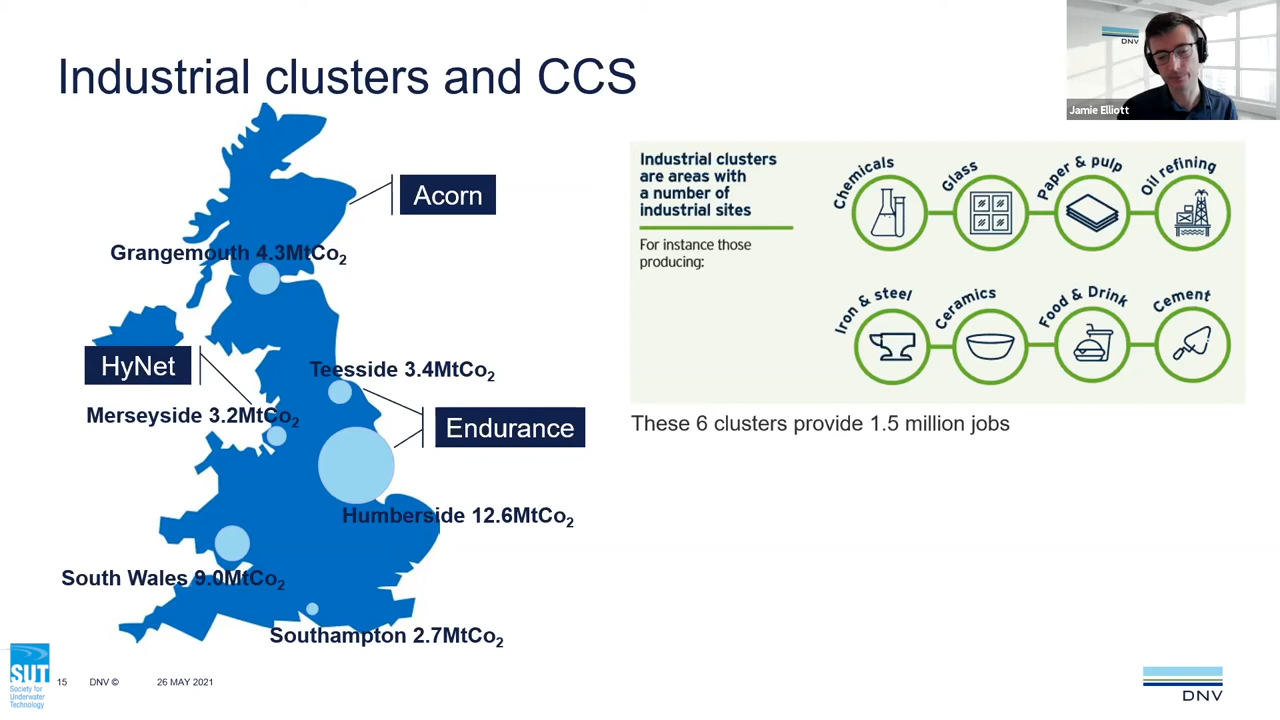 Industrial clusters and CCS
DNV
Jamie Elliott
Acorn
Grangemouth 4.3MtCo₂
HyNet
Teesside 3.4MtCo₂
Merseyside 3.2MtCo₂
Endurance
Humberside 12.6MtCo₂
South Wales 9.0MtCo₂
Southampton 2.7MtCo₂
Industrial clusters
are areas with
a number of
industrial sites
For instance those
producing:
Chemicals
Glass
Paper & pulp
Oil refining
Iron & steel
Ceramics
Food & Drink
Cement
These 6 clusters provide 1.5 million jobs
SUT
Society for
Underwater
Technology
15 DNV © 26 MAY 2021
DNV